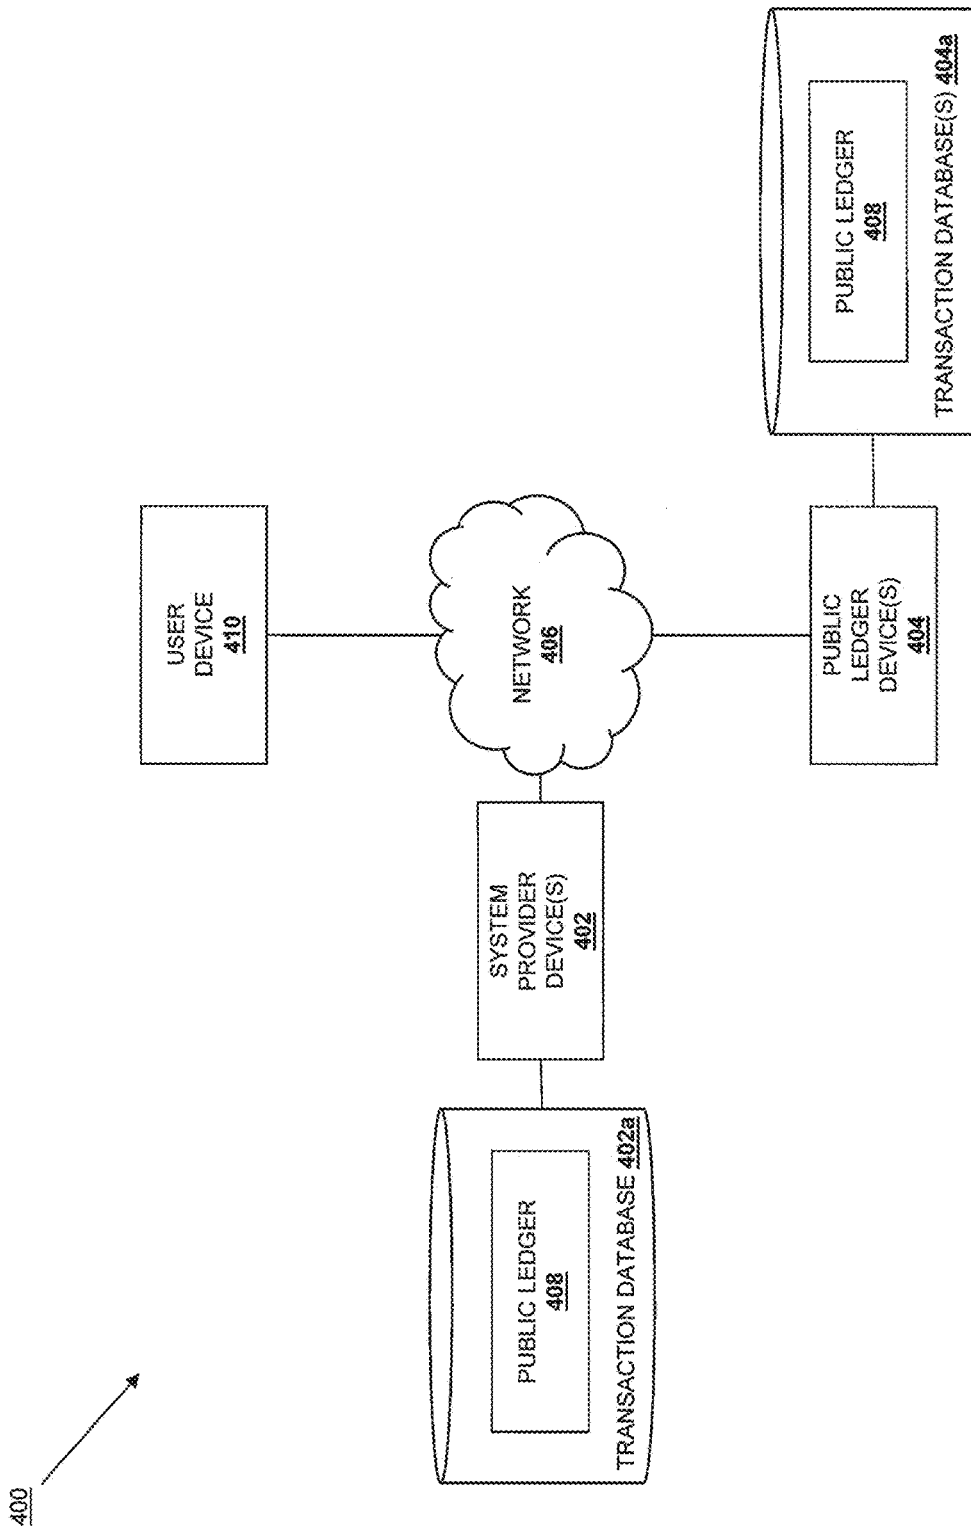 400
USER
DEVICE
410
NETWORK
406
SYSTEM
PROVIDER
DEVICE(S)
402
PUBLIC LEDGER
408
TRANSACTION DATABASE 402a
PUBLIC
LEDGER
DEVICE(S)
404
PUBLIC LEDGER
408
TRANSACTION DATABASE(S) 404a